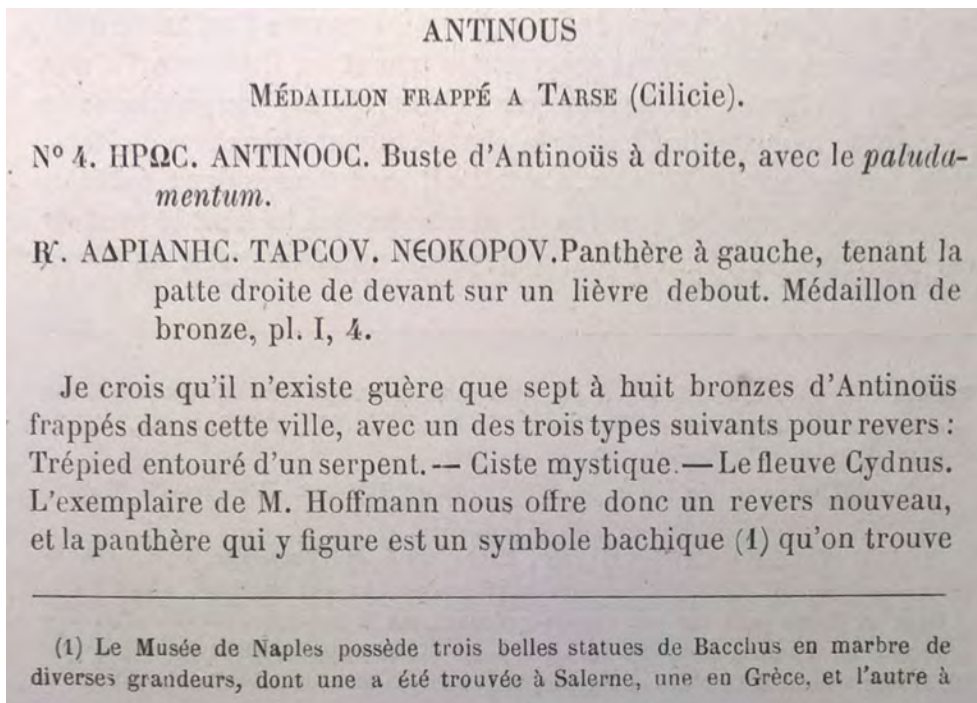 ANTINOUS
MÉDAILLON FRAPPÉ A TARSE (Cilicie).
Nº 4. ΗΡΩC. ΑΝΤΙΝΟΟC. Buste d'Antinoüs à droite, avec le paluda-
mentum.
℟. ΑΔΡΙΑΝΗC. ΤΑΡCΟV. ΝЄΟΚΟΡΟV.Panthère à gauche, tenant la
patte droite de devant sur un lièvre debout. Médaillon de
bronze, pl. I, 4.
Je crois qu'il n'existe guère que sept à huit bronzes d'Antinoüs
frappés dans cette ville, avec un des trois types suivants pour revers :
Trépied entouré d'un serpent. — Ciste mystique. — Le fleuve Cydnus.
L'exemplaire de M. Hoffmann nous offre donc un revers nouveau,
et la panthère qui y figure est un symbole bachique (1) qu'on trouve
(1) Le Musée de Naples possède trois belles statues de Bacchus en marbre de
diverses grandeurs, dont une a été trouvée à Salerne, une en Grèce, et l'autre à